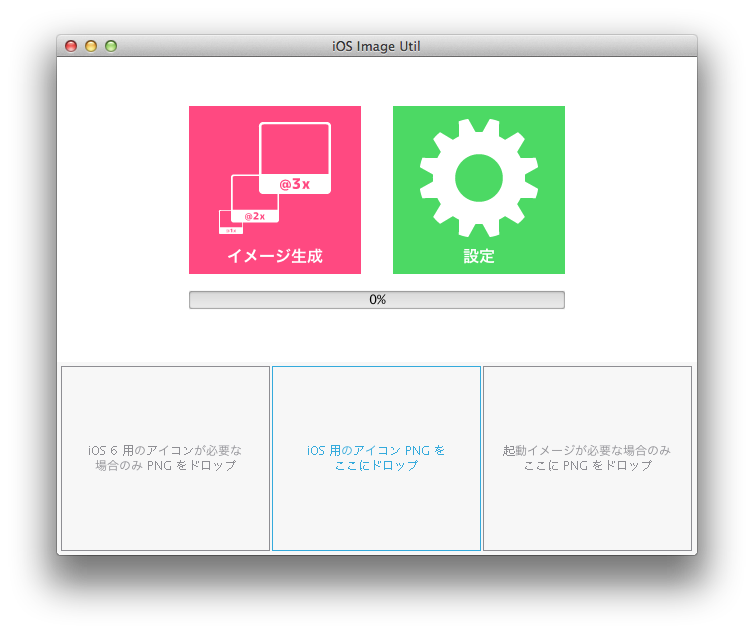 iOS Image Util
@3x
@2x
イメージ生成
設定
0%
iOS 6 用のアイコンが必要な
場合のみ PNG をドロップ
iOS 用のアイコン PNG を
ここにドロップ
起動イメージが必要な場合のみ
ここに PNG をドロップ